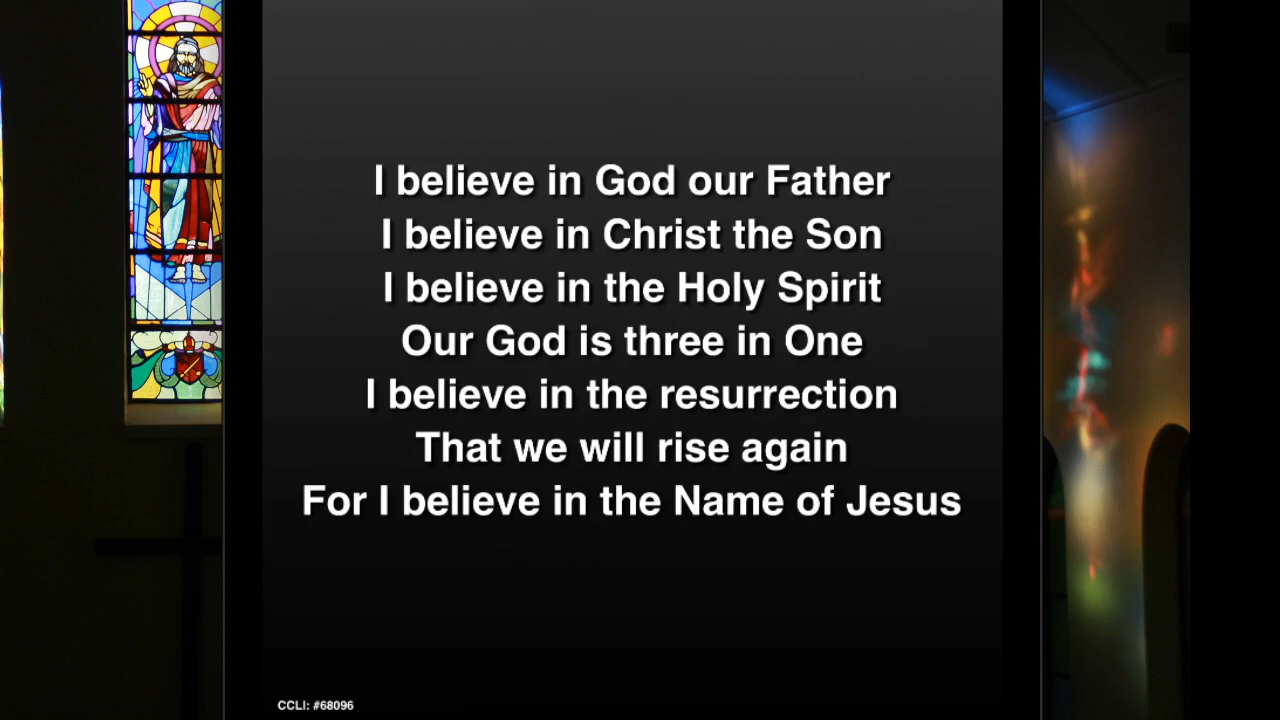 I believe in God our Father
I believe in Christ the Son
I believe in the Holy Spirit
Our God is three in One
I believe in the resurrection
That we will rise again
For I believe in the Name of Jesus
CCLI: #68096